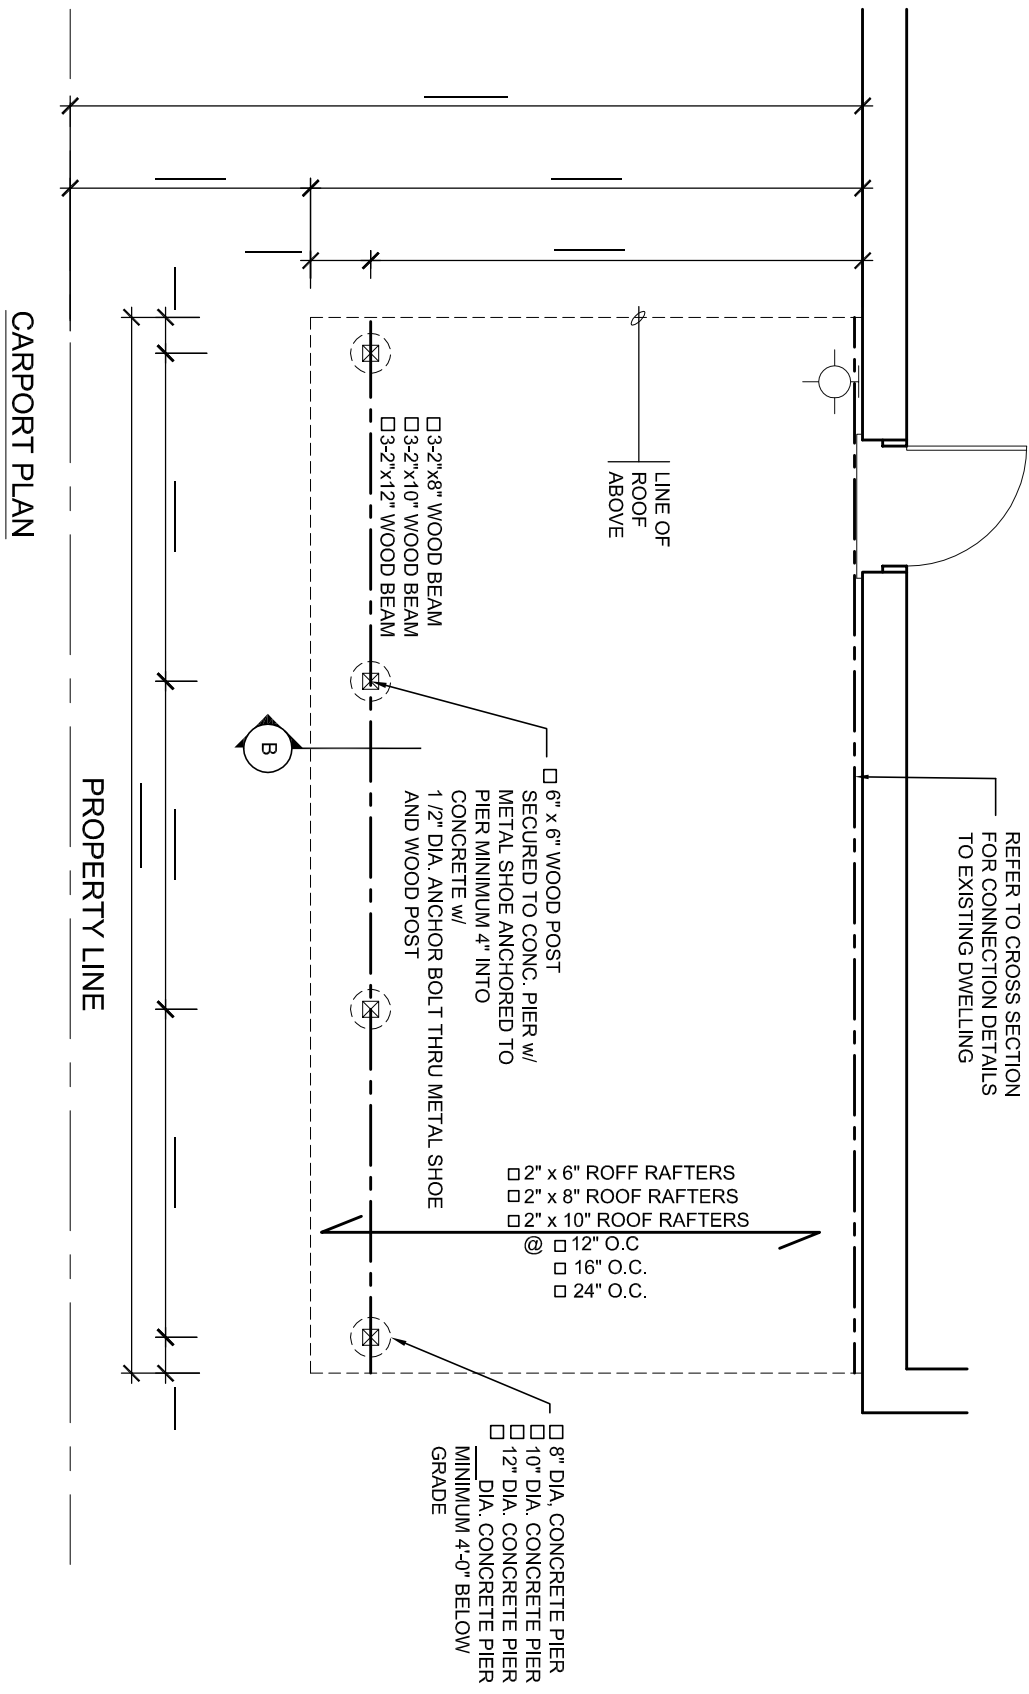 REFER TO CROSS SECTION
FOR CONNECTION DETAILS
TO EXISTING DWELLING
LINE OF
ROOF
ABOVE
□ 3-2"x8" WOOD BEAM
□ 3-2"x10" WOOD BEAM
□ 3-2"x12" WOOD BEAM
□ 6" x 6" WOOD POST
SECURED TO CONC. PIER w/
METAL SHOE ANCHORED TO
PIER MINIMUM 4" INTO
CONCRETE w/
1 /2" DIA. ANCHOR BOLT THRU METAL SHOE
AND WOOD POST
□ 2" x 6" ROFF RAFTERS
□ 2" x 8" ROOF RAFTERS
□ 2" x 10" ROOF RAFTERS
@ □ 12" O.C
□ 16" O.C.
□ 24" O.C.
□ 8" DIA, CONCRETE PIER
□ 10" DIA. CONCRETE PIER
□ 12" DIA. CONCRETE PIER
□ ____ DIA. CONCRETE PIER
MINIMUM 4'-0" BELOW
GRADE
B
PROPERTY LINE
CARPORT PLAN